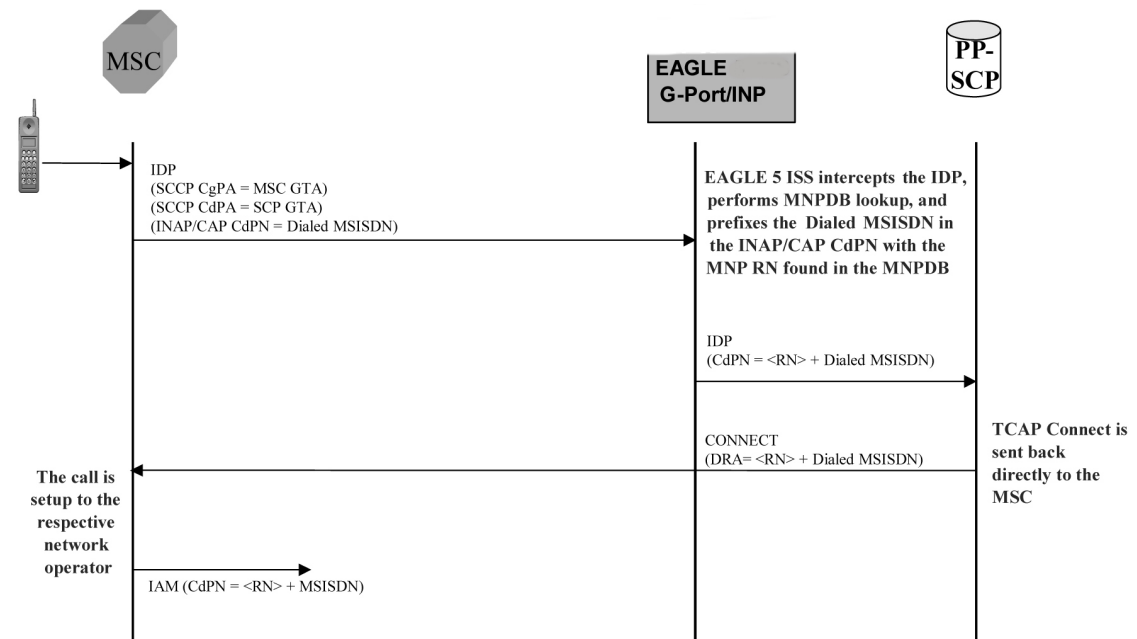 MSC
EAGLE
G-Port/INP
PP-
SCP
IDP
(SCCP CgPA = MSC GTA)
(SCCP CdPA = SCP GTA)
(INAP/CAP CdPN = Dialed MSISDN)
EAGLE 5 ISS intercepts the IDP,
performs MNPDB lookup, and
prefixes the Dialed MSISDN in
the INAP/CAP CdPN with the
MNP RN found in the MNPDB
IDP
(CdPN = <RN> + Dialed MSISDN)
CONNECT
(DRA= <RN> + Dialed MSISDN)
TCAP Connect is
sent back
directly to the
MSC
The call is
setup to the
respective
network
operator
IAM (CdPN = <RN> + MSISDN)